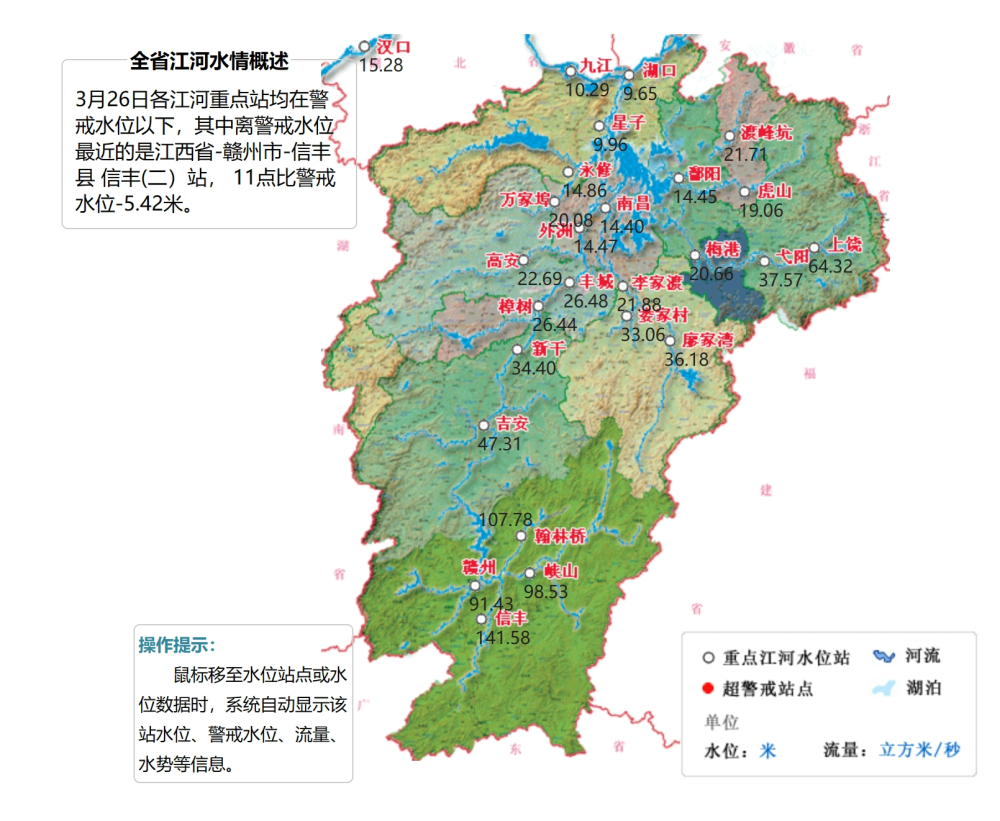 全省江河水情概述
3月26日各江河重点站均在警
戒水位以下，其中离警戒水位
最近的是江西省-赣州市-信丰
县 信丰(二）站， 11点比警戒
水位-5.42米。
汉口
15.28
北
省
安
徽
省
九江
10.29
湖口
9.65
星子
9.96
渡峰坑
21.71
浙
江
省
永修
14.86
鄱阳
14.45
虎山
19.06
万家埠
20.08
南昌
14.40
外洲
14.47
湖
梅港
20.66
弋阳
37.57
上饶
64.32
高安
22.69
丰城
26.48
李家渡
21.88
樟树
26.44
娄家村
33.06
新干
34.40
廖家湾
36.18
福
南
吉安
47.31
建
107.78
翰林桥
省
赣州
91.43
峡山
98.53
省
信丰
141.58
操作提示：
鼠标移至水位站点或水
位数据时，系统自动显示该
站水位、警戒水位、流量、
水势等信息。
广
东
省
重点江河水位站
河流
超警戒站点
湖泊
单位
水位：米 流量：立方米/秒